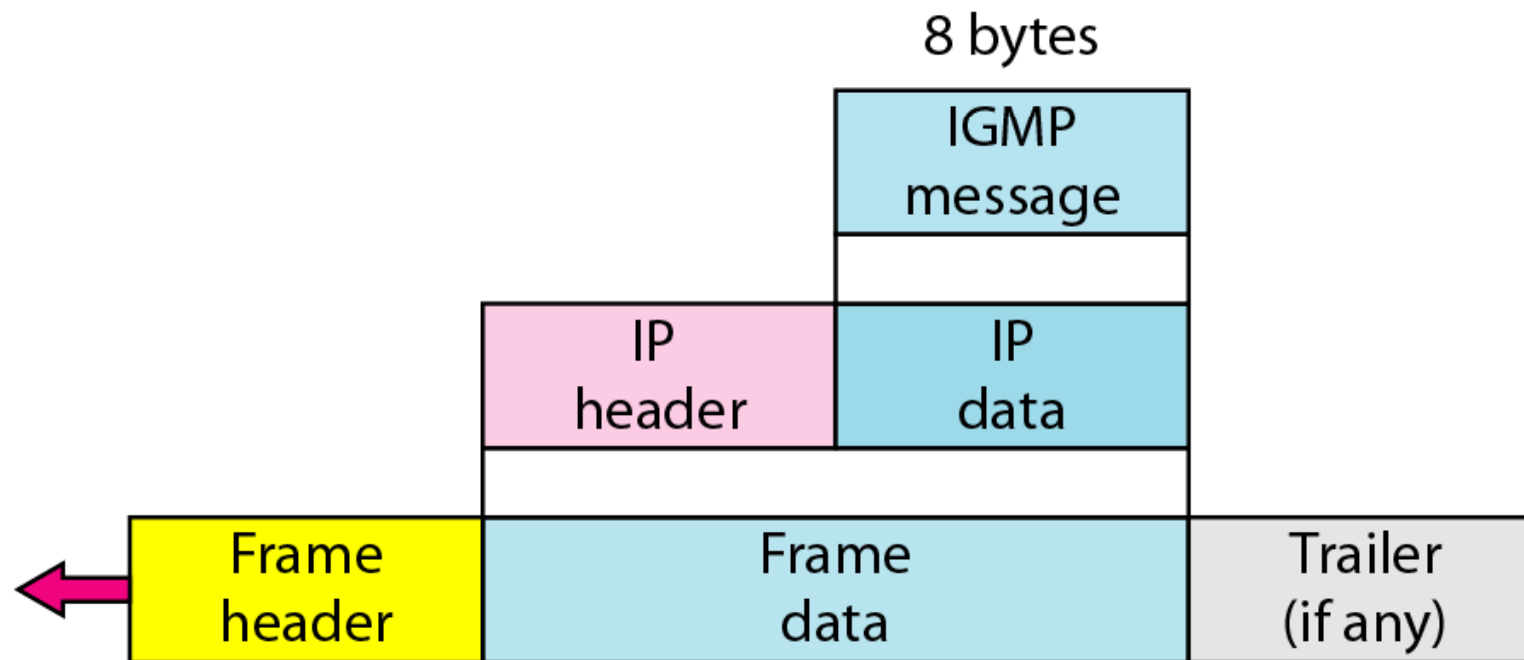 8 bytes
IGMP
message
IP
header
IP
data
Frame
header
Frame
data
Trailer
(if any)